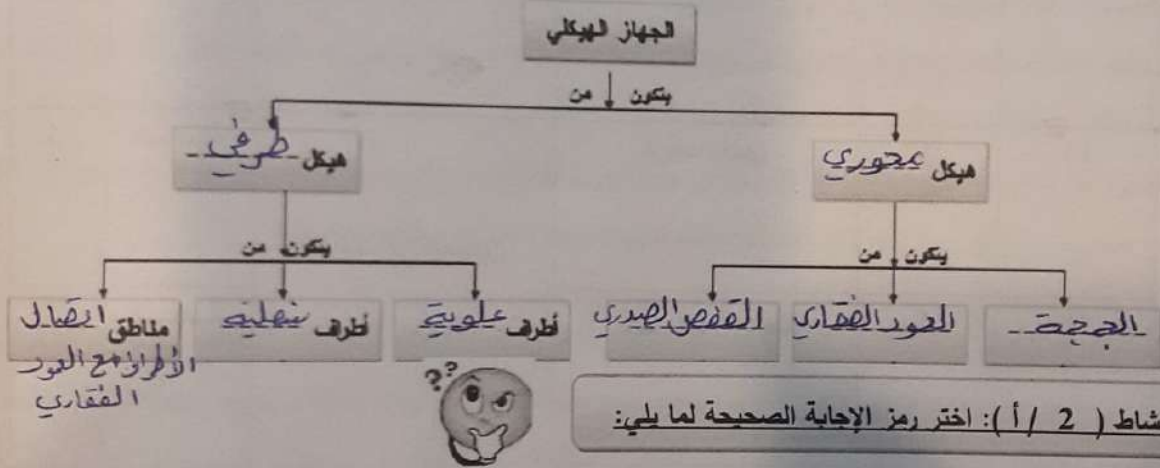 الجهاز الهيكلي
يتكون من
هيكل محوري
هيكل طرفي
يتكون من
يتكون من
الجمجمة
العمود الفقاري
القفص الصدري
أطراف علوية
أطراف سفلية
مناطق اتصال
الأطراف مع العمود
الفقاري
??
نشاط ( 2 / أ ): اختر رمز الإجابة الصحيحة لما يلي: